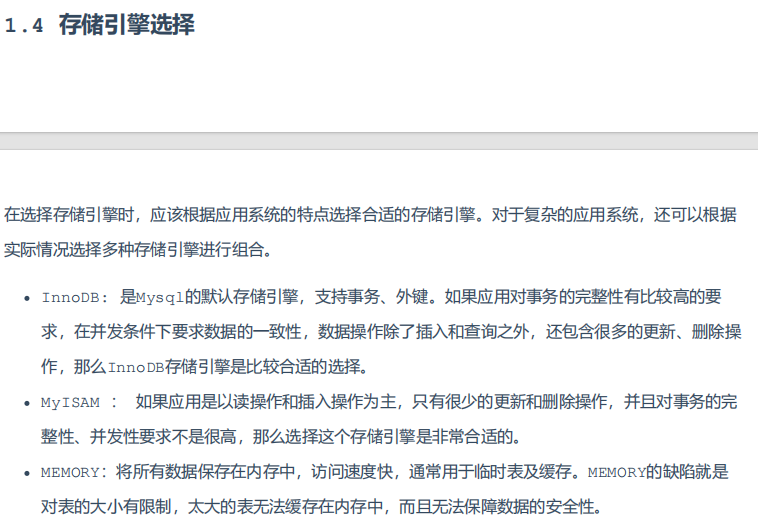 1.4 存储引擎选择
在选择存储引擎时，应该根据应用系统的特点选择合适的存储引擎。对于复杂的应用系统，还可以根据
实际情况选择多种存储引擎进行组合。
• InnoDB: 是Mysql的默认存储引擎，支持事务、外键。如果应用对事务的完整性有比较高的要
求，在并发条件下要求数据的一致性，数据操作除了插入和查询之外，还包含很多的更新、删除操
作，那么InnoDB存储引擎是比较合适的选择。
• MyISAM ： 如果应用是以读操作和插入操作为主，只有很少的更新和删除操作，并且对事务的完
整性、并发性要求不是很高，那么选择这个存储引擎是非常合适的。
• MEMORY：将所有数据保存在内存中，访问速度快，通常用于临时表及缓存。MEMORY的缺陷就是
对表的大小有限制，太大的表无法缓存在内存中，而且无法保障数据的安全性。